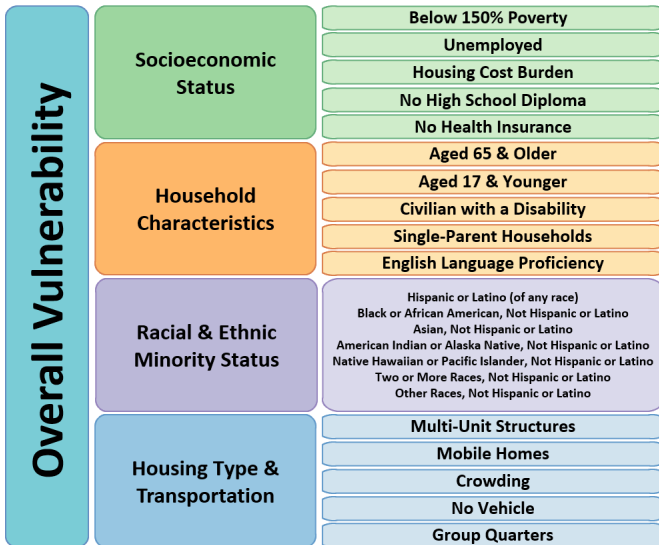 Overall Vulnerability
Socioeconomic
Status
Below 150% Poverty
Unemployed
Housing Cost Burden
No High School Diploma
No Health Insurance
Household
Characteristics
Aged 65 & Older
Aged 17 & Younger
Civilian with a Disability
Single-Parent Households
English Language Proficiency
Racial & Ethnic
Minority Status
Hispanic or Latino (of any race)
Black or African American, Not Hispanic or Latino
Asian, Not Hispanic or Latino
American Indian or Alaska Native, Not Hispanic or Latino
Native Hawaiian or Pacific Islander, Not Hispanic or Latino
Two or More Races, Not Hispanic or Latino
Other Races, Not Hispanic or Latino
Housing Type &
Transportation
Multi-Unit Structures
Mobile Homes
Crowding
No Vehicle
Group Quarters